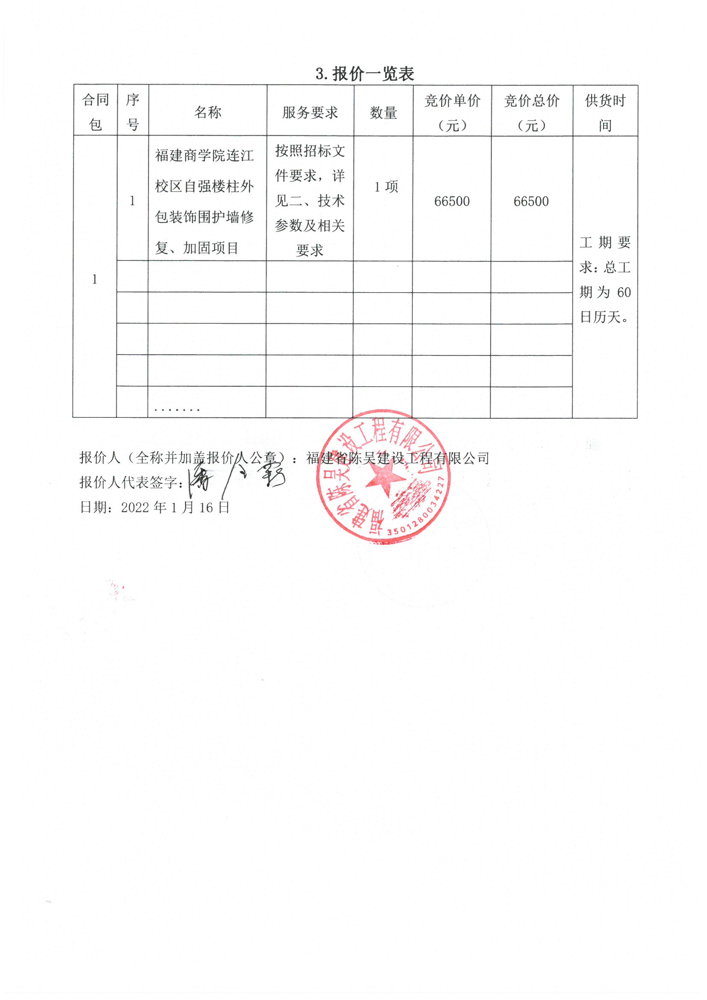 3.报价一览表
合同包
序号
名称
服务要求
数量
竞价单价
（元）
竞价总价
（元）
供货时间
1
1
福建商学院连江
校区自强楼柱外
包装饰围护墙修
复、加固项目
按照招标文
件要求，详
见二、技术
参数及相关
要求
1 项
66500
66500
工期要
求：总工
期为 60
日历天。
.......
报价人（全称并加盖报价人公章）：福建省陈吴建设工程有限公司
报价人代表签字：
日期：2022 年 1 月 16 日
福建省陈吴建设工程有限公司
3501280034227